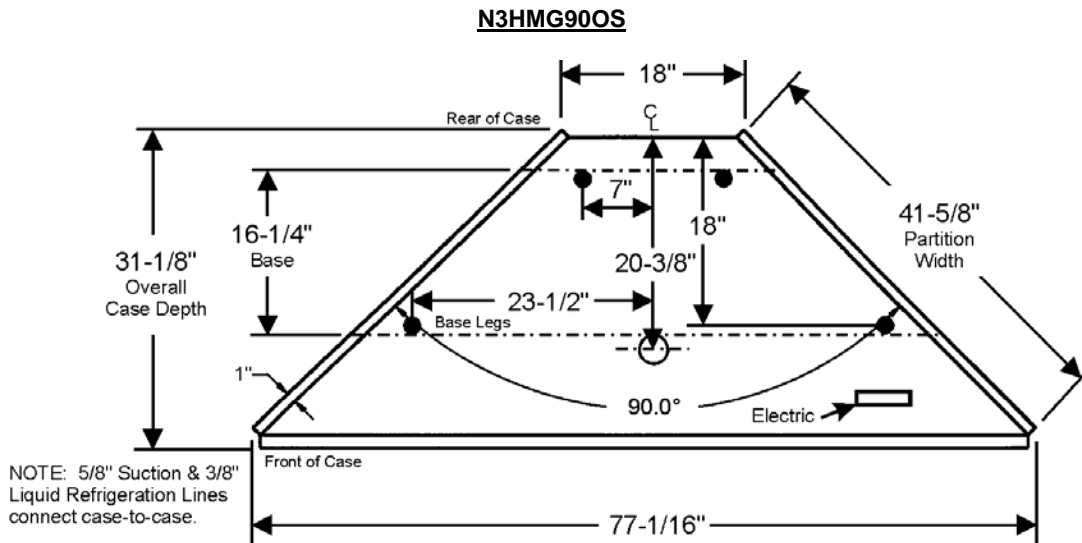 N3HMG90OS
18"
Rear of Case
C
L
7"
18"
41-5/8"
Partition
Width
16-1/4"
Base
31-1/8"
Overall
Case Depth
20-3/8"
23-1/2"
Base Legs
1"
90.0°
Electric
Front of Case
NOTE: 5/8" Suction & 3/8"
Liquid Refrigeration Lines
connect case-to-case.
77-1/16"